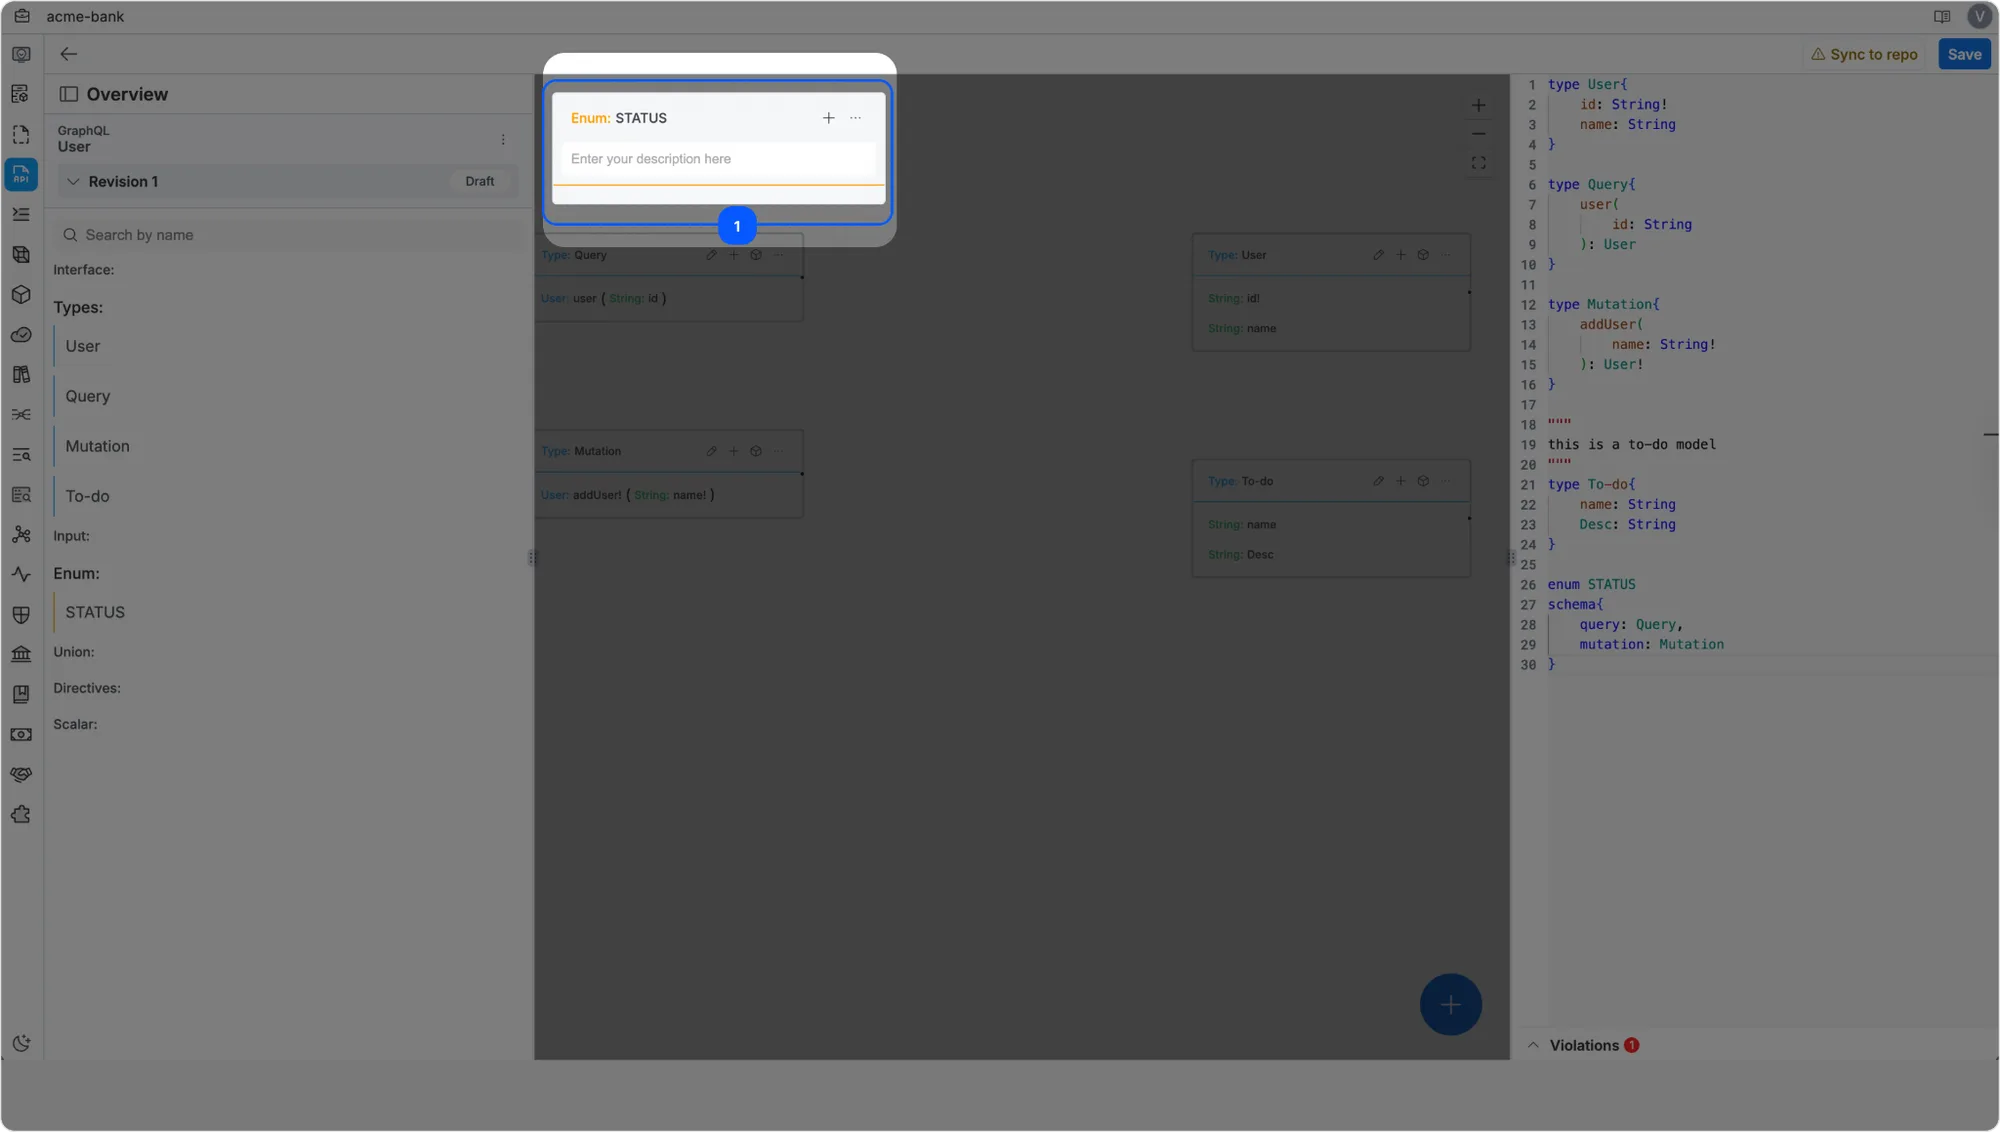 acme-bank
V
Sync to repo
Save
Overview
GraphQL
User
Revision 1
Draft
Search by name
Interface:
Types:
User
Query
Mutation
To-do
Input:
Enum:
STATUS
Union:
Directives:
Scalar:
API
Enum: STATUS
Enter your description here
1
Type: Query
User: user ( String: id )
Type: Mutation
User: addUser! ( String: name! )
Type: User
String: id!
String: name
Type: To-do
String: name
String: Desc
1 type User{
2 id: String!
3 name: String
4 }
5
6 type Query{
7 user(
8 id: String
9 ): User
10 }
11
12 type Mutation{
13 addUser(
14 name: String!
15 ): User!
16 }
17
18 """
19 this is a to-do model
20 """
21 type To-do{
22 name: String
23 Desc: String
24 }
25
26 enum STATUS
27 schema{
28 query: Query,
29 mutation: Mutation
30 }
Violations 1